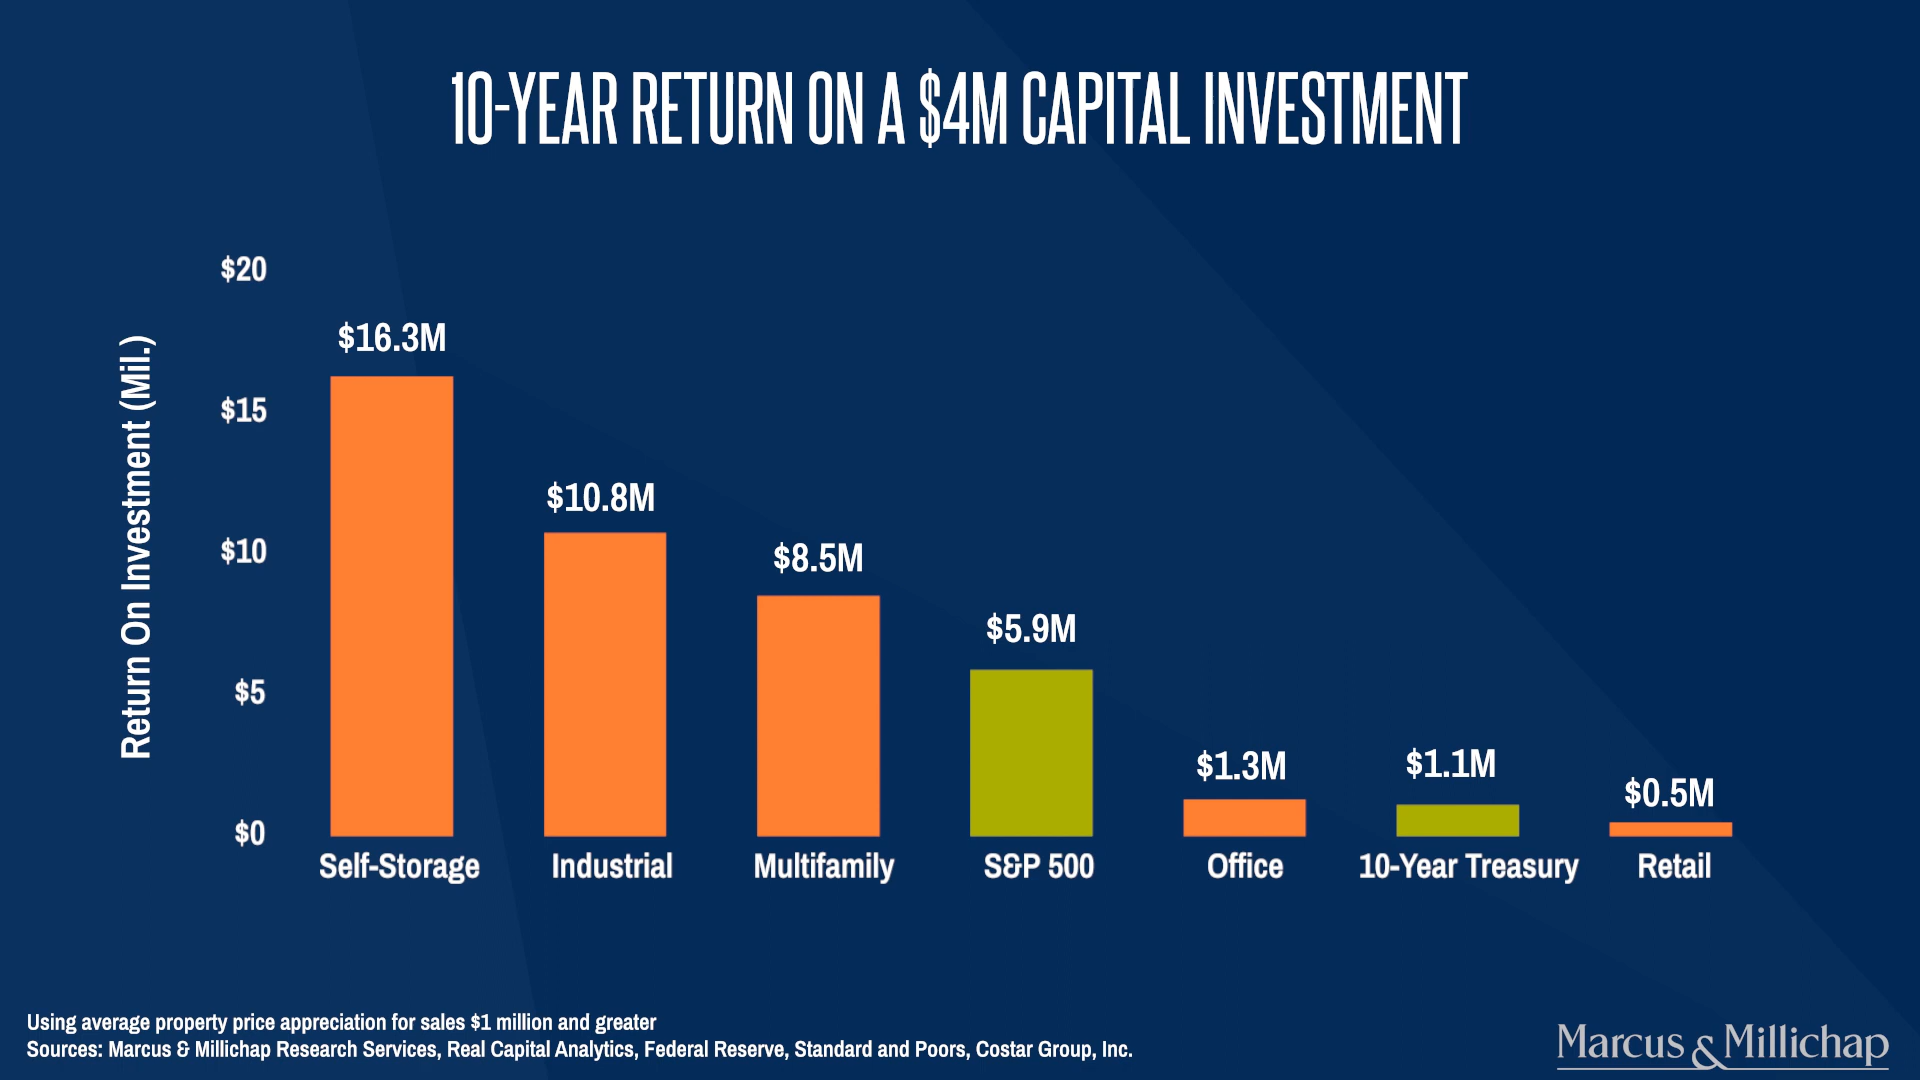 10-YEAR RETURN ON A $4M CAPITAL INVESTMENT
Return On Investment (Mil.)
$20
$15
$10
$5
$0
$16.3M
$10.8M
$8.5M
$5.9M
$1.3M
$1.1M
$0.5M
Self-Storage
Industrial
Multifamily
S&P 500
Office
10-Year Treasury
Retail
Using average property price appreciation for sales $1 million and greater
Sources: Marcus & Millichap Research Services, Real Capital Analytics, Federal Reserve, Standard and Poors, Costar Group, Inc.
Marcus & Millichap